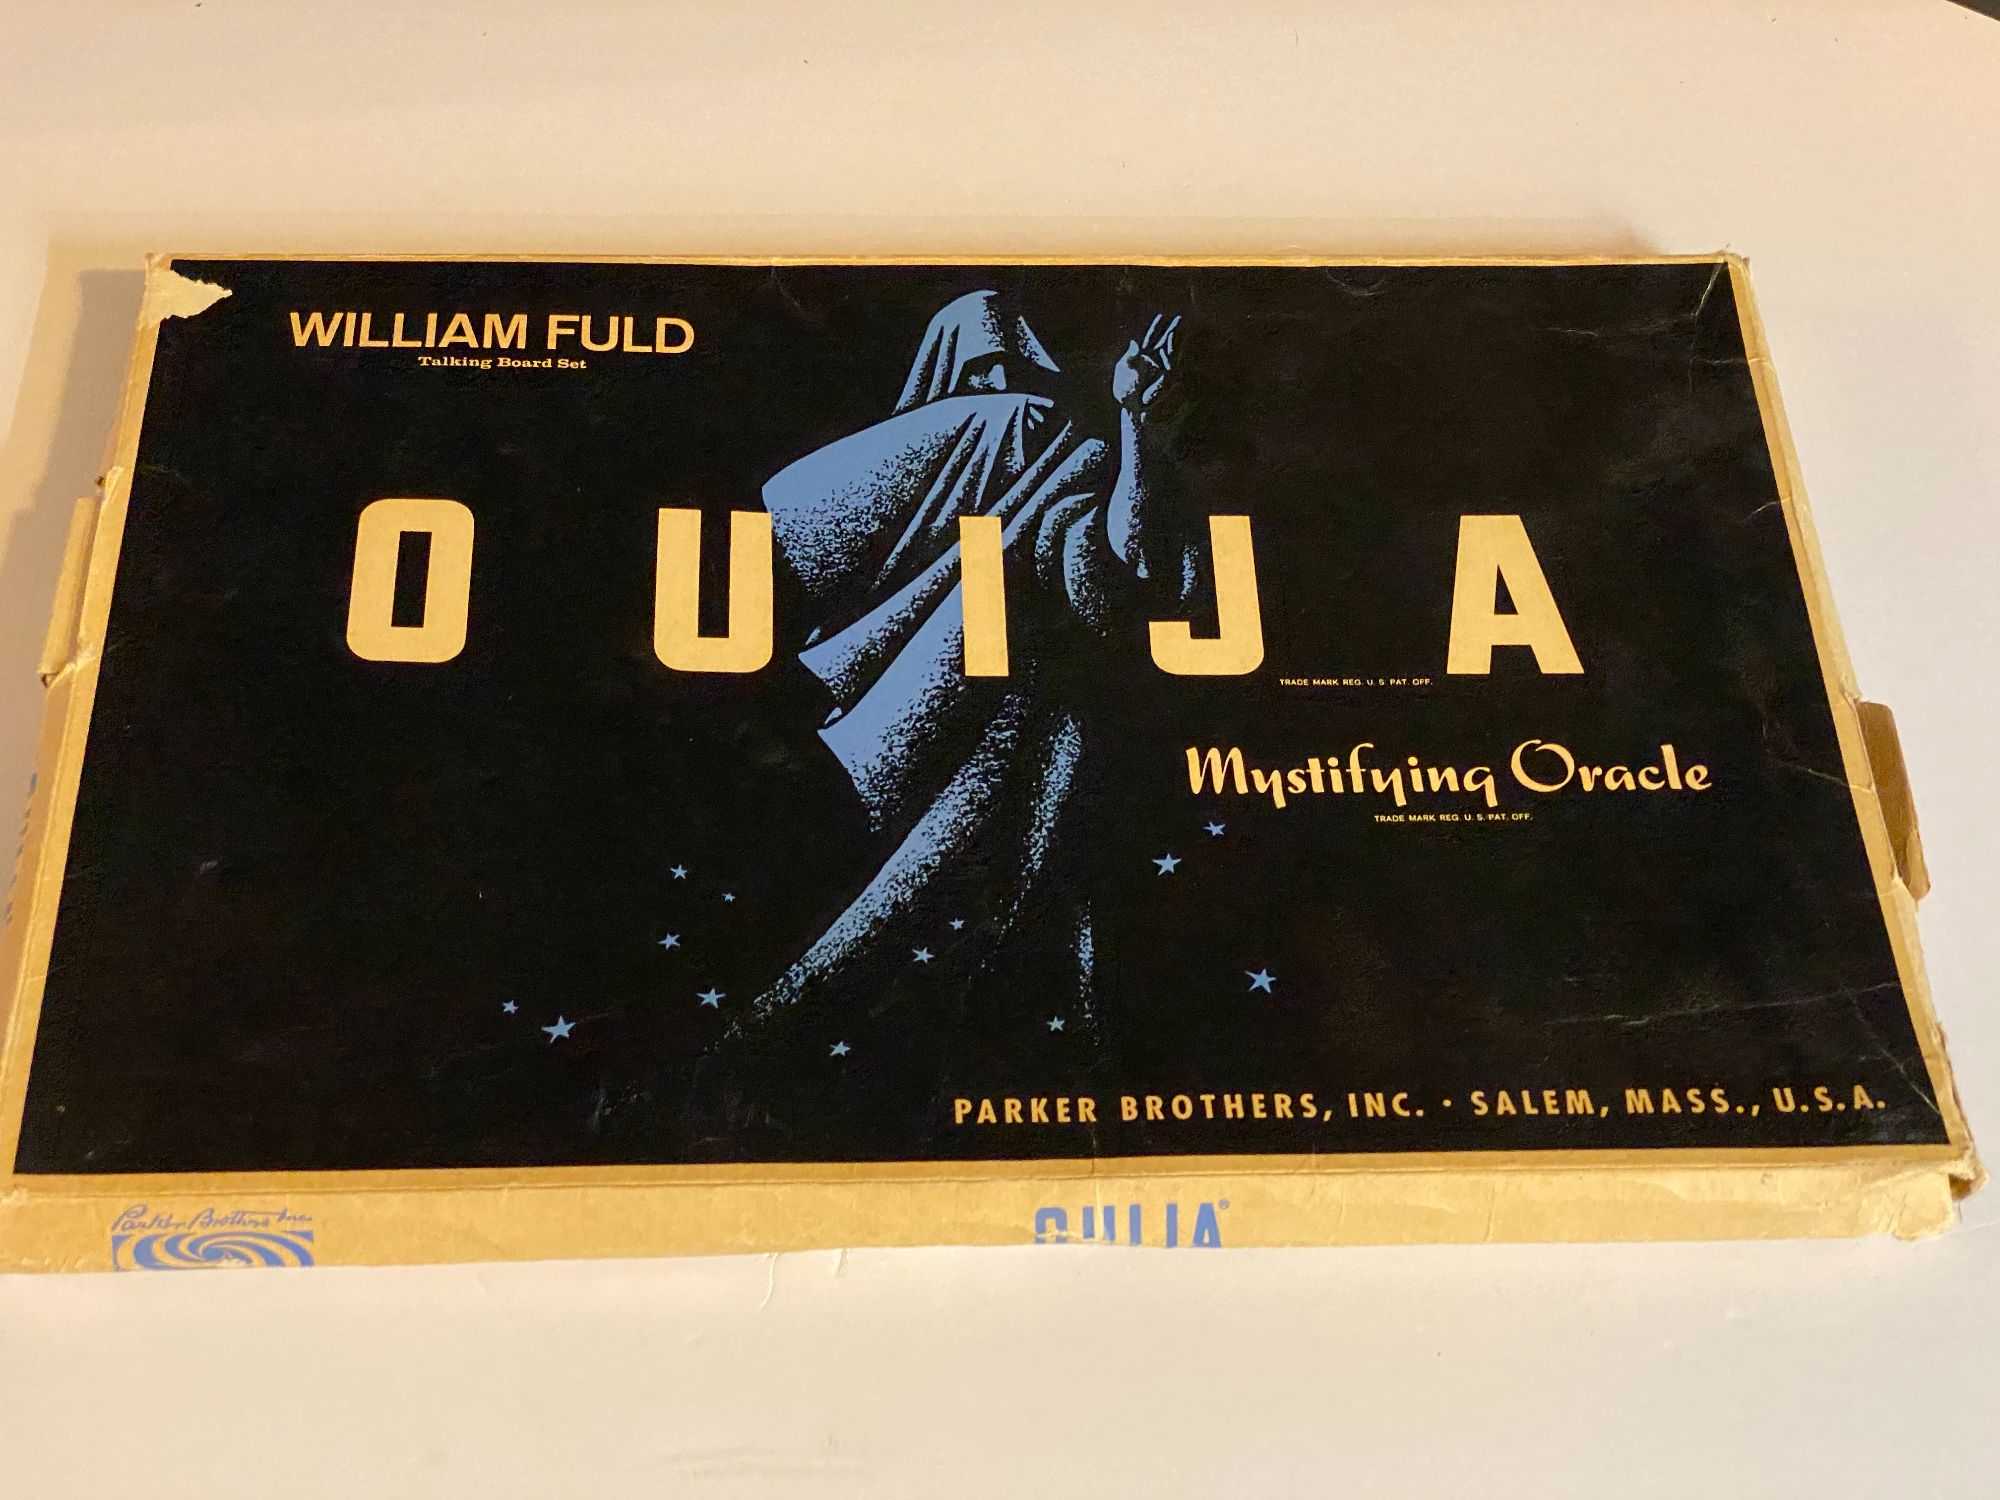 WILLIAM FULD
Talking Board Set
OUIJA
TRADE MARK REG. U. S. PAT. OFF.
Mystifying Oracle
TRADE MARK REG. U. S. PAT. OFF.
PARKER BROTHERS, INC. · SALEM, MASS., U.S.A.
Parker Brothers Inc.
OUIJA®